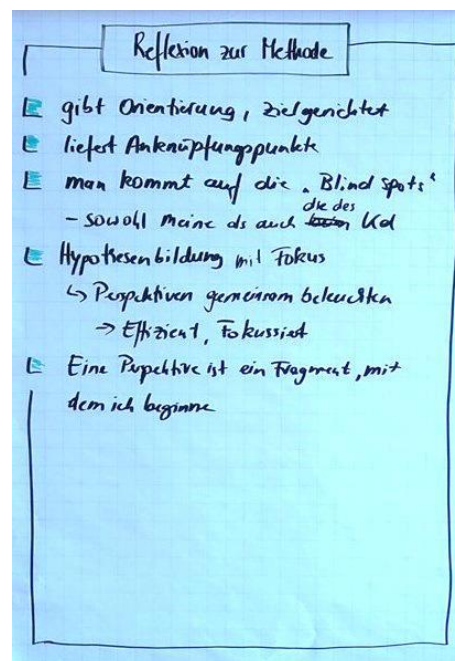 Reflexion zur Methode
gibt Orientierung, zielgerichtet
liefert Anknüpfungspunkte
man kommt auf die „Blind spots"
die des
- sowohl meine als auch Kd
Hypothesenbildung mit Fokus
↳ Perspektiven gemeinsam beleuchten
→ Effizient, Fokussiert
Eine Perspektive ist ein Fragment, mit
dem ich beginne